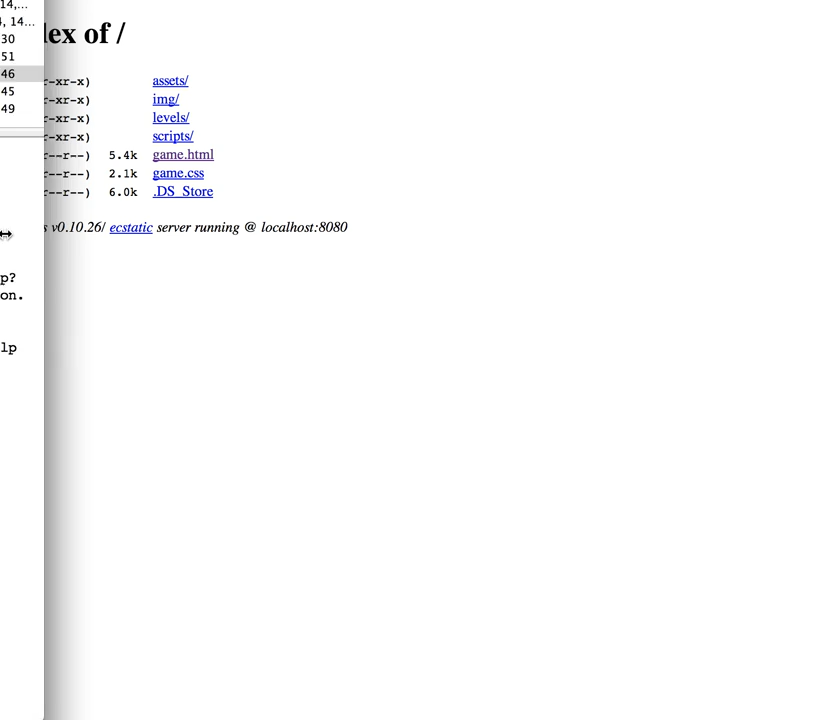 14,...
, 14...
30
51
46
45
49
p?
on.
lp
lex of /
r-xr-x) assets/
r-xr-x) img/
r-xr-x) levels/
r-xr-x) scripts/
r--r--) 5.4k game.html
r--r--) 2.1k game.css
r--r--) 6.0k .DS_Store
s v0.10.26/ ecstatic server running @ localhost:8080